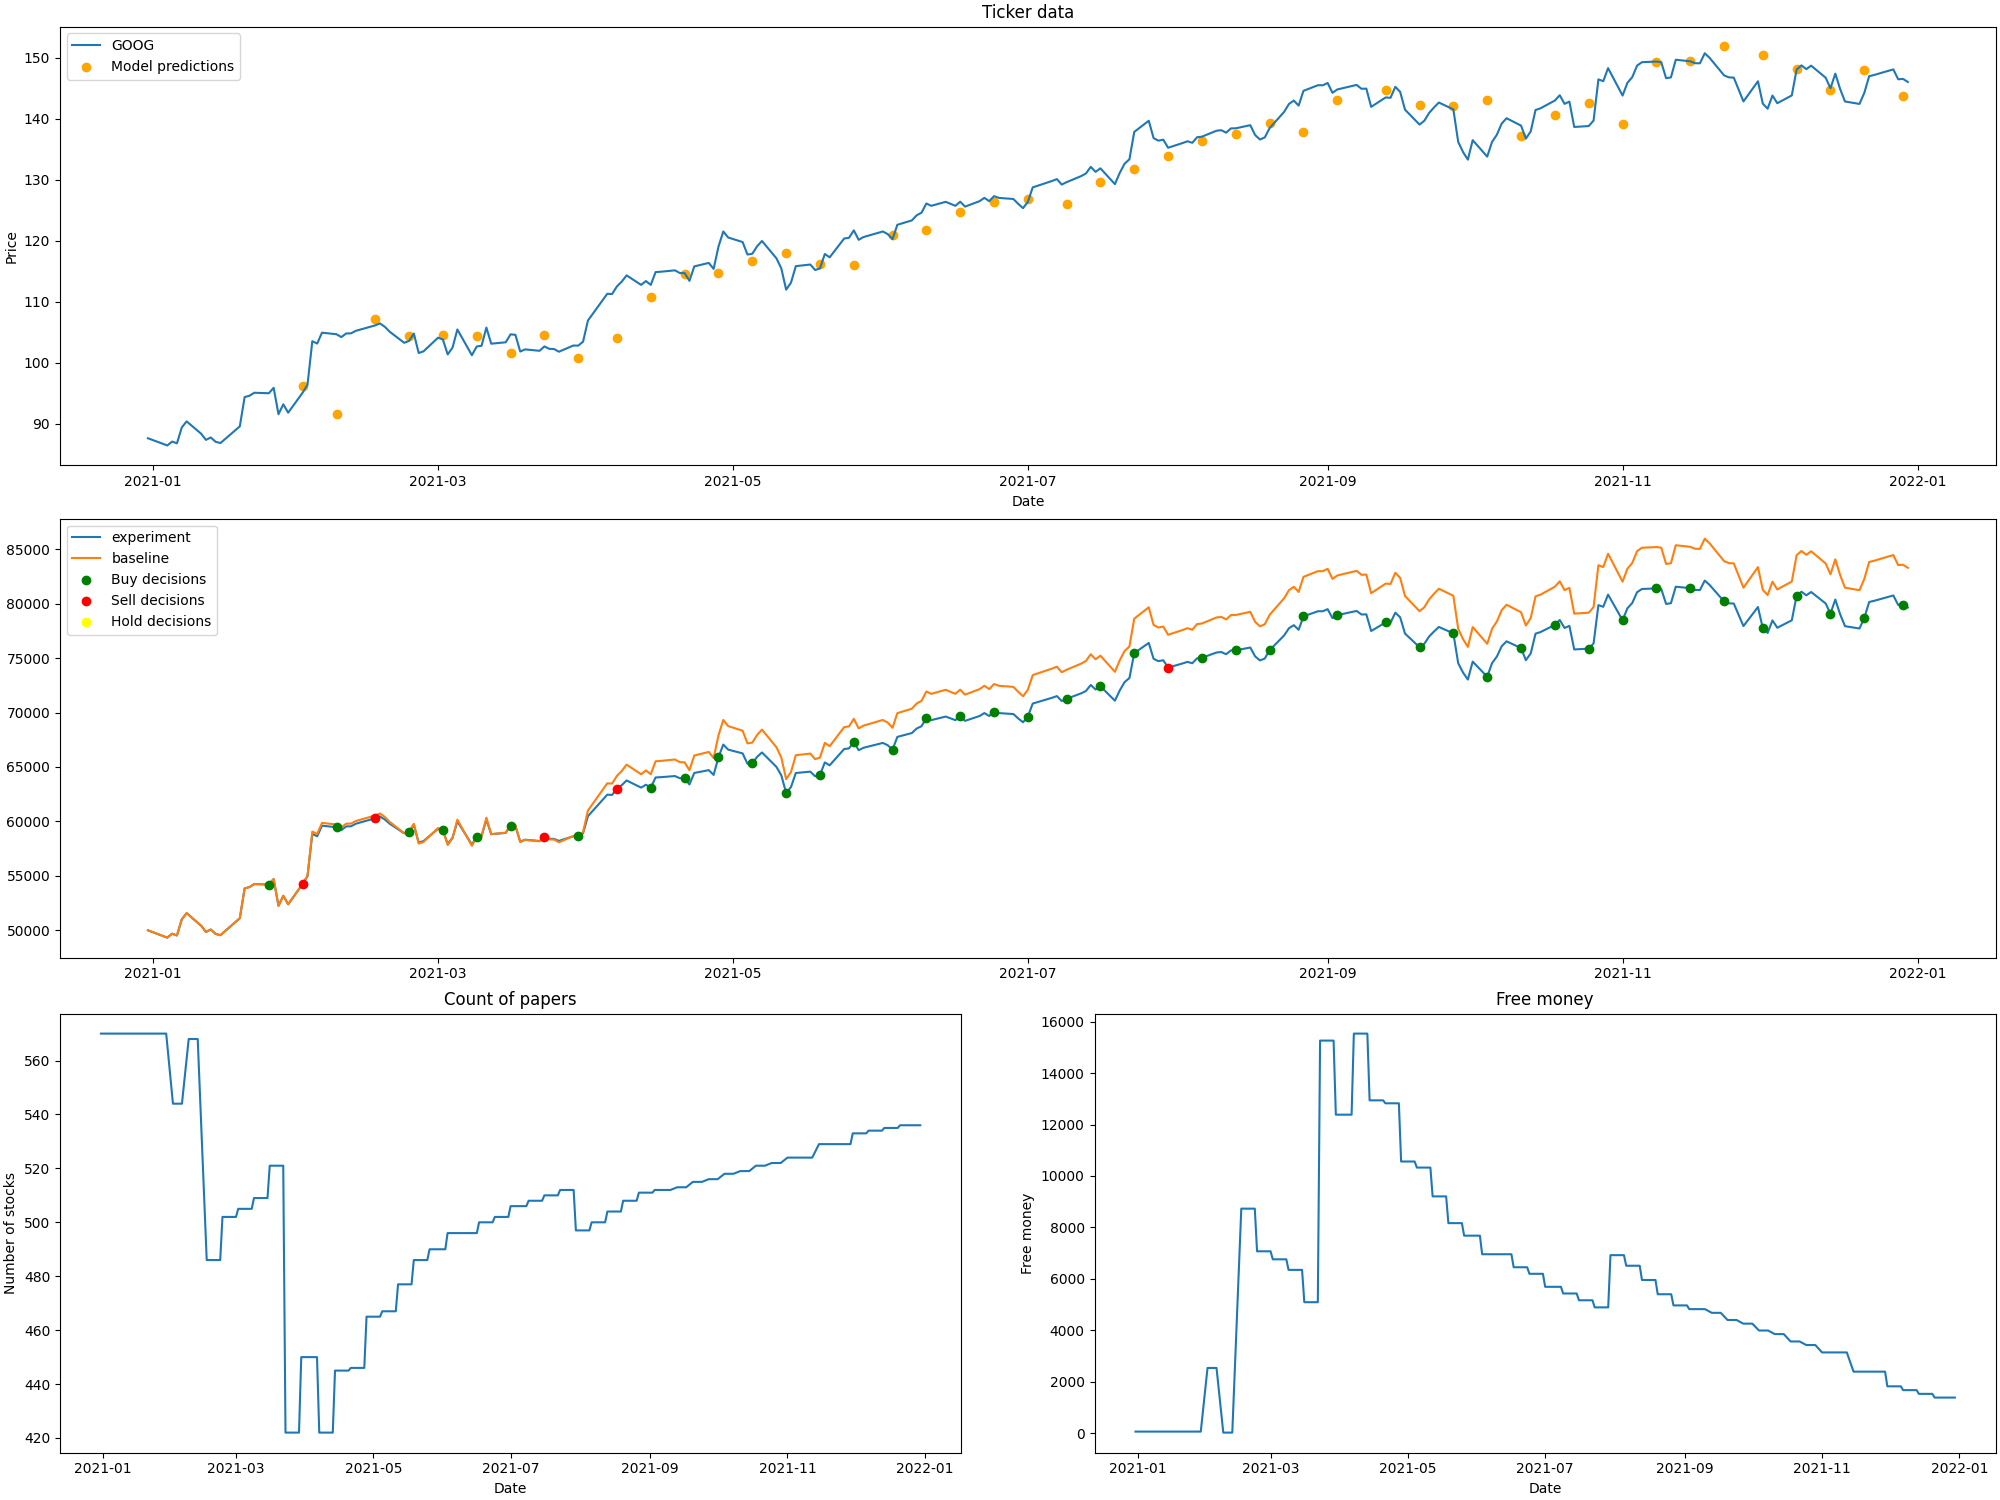 Ticker data
GOOG
Model predictions
150
140
130
120
110
100
90
Price
2021-01 2021-03 2021-05 2021-07 2021-09 2021-11 2022-01
Date
experiment
baseline
Buy decisions
Sell decisions
Hold decisions
85000
80000
75000
70000
65000
60000
55000
50000
2021-01 2021-03 2021-05 2021-07 2021-09 2021-11 2022-01
Count of papers
560
540
520
500
480
460
440
420
Number of stocks
2021-01 2021-03 2021-05 2021-07 2021-09 2021-11 2022-01
Date
Free money
16000
14000
12000
10000
8000
6000
4000
2000
0
Free money
2021-01 2021-03 2021-05 2021-07 2021-09 2021-11 2022-01
Date